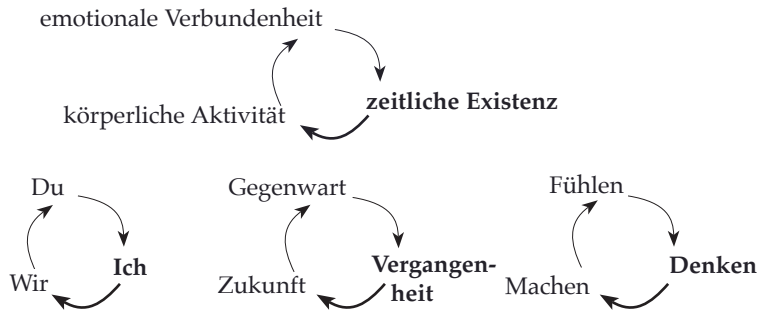 emotionale Verbundenheit
zeitliche Existenz
körperliche Aktivität
Du
Ich
Wir
Gegenwart
Vergangen-
heit
Zukunft
Fühlen
Denken
Machen